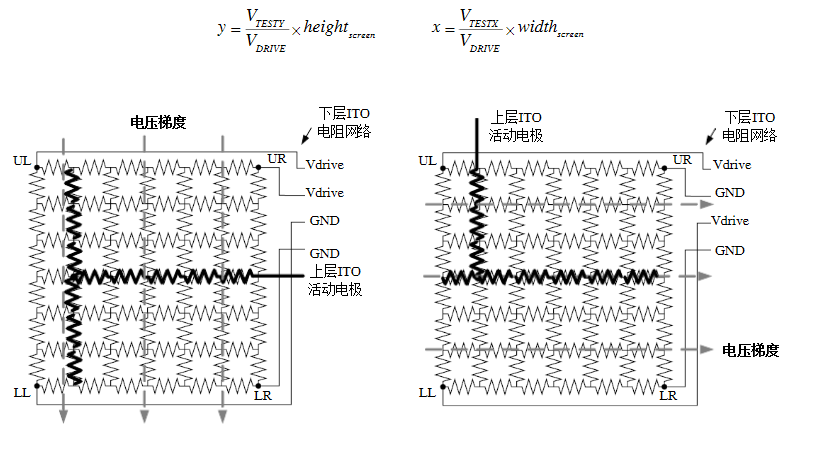 y = V_TESTY / V_DRIVE × height_screen
x = V_TESTX / V_DRIVE × width_screen
电压梯度
下层ITO
电阻网络
UL
UR
Vdrive
Vdrive
GND
GND
上层ITO
活动电极
LL
LR
上层ITO
活动电极
下层ITO
电阻网络
UL
UR
Vdrive
GND
Vdrive
GND
电压梯度
LL
LR